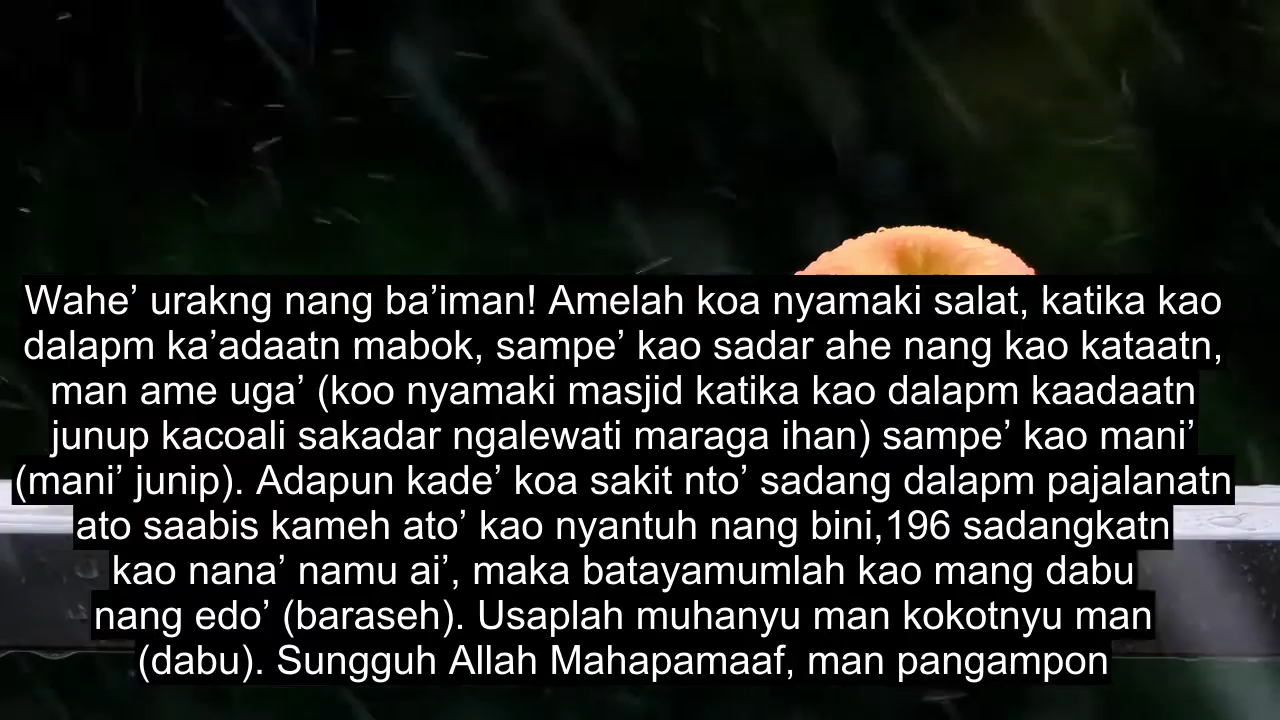 Wahe’ urakng nang ba’iman! Amelah koa nyamaki salat, katika kao
dalapm ka’adaatn mabok, sampe’ kao sadar ahe nang kao kataatn,
man ame uga’ (koo nyamaki masjid katika kao dalapm kaadaatn
junup kacoali sakadar ngalewati maraga ihan) sampe’ kao mani’
(mani’ junip). Adapun kade’ koa sakit nto’ sadang dalapm pajalanatn
ato saabis kameh ato’ kao nyantuh nang bini,196 sadangkatn
kao nana’ namu ai’, maka batayamumlah kao mang dabu
nang edo’ (baraseh). Usaplah muhanyu man kokotnyu man
(dabu). Sungguh Allah Mahapamaaf, man pangampon